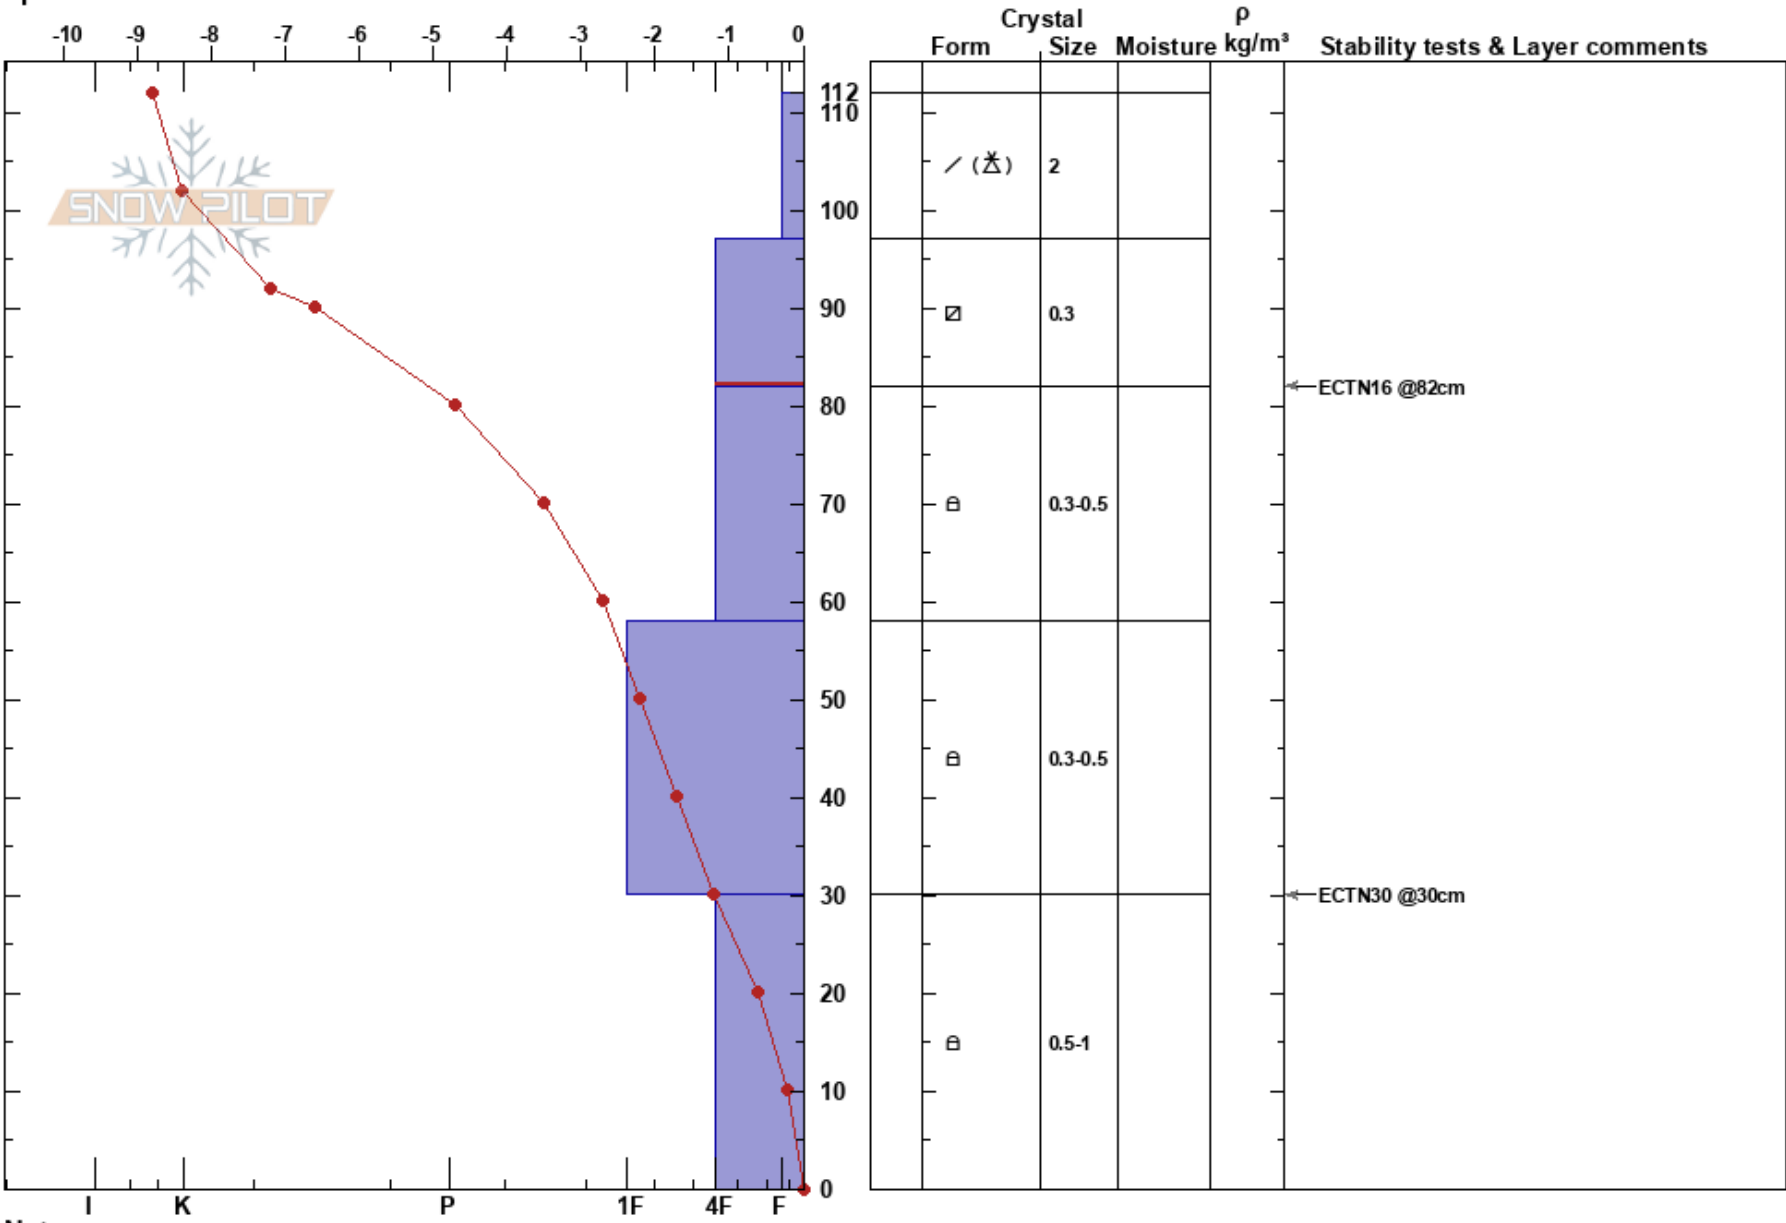 Crystal ρ
-10 -9 -8 -7 -6 -5 -4 -3 -2 -1 0
Form Size Moisture kg/m³ Stability tests & Layer comments
112
110
2
SNOW PILOT
100
90
0.3
ECTN16 @82cm
80
70
0.3-0.5
60
50
0.3-0.5
40
30
ECTN30 @30cm
20
0.5-1
10
0
I K P 1F 4F F